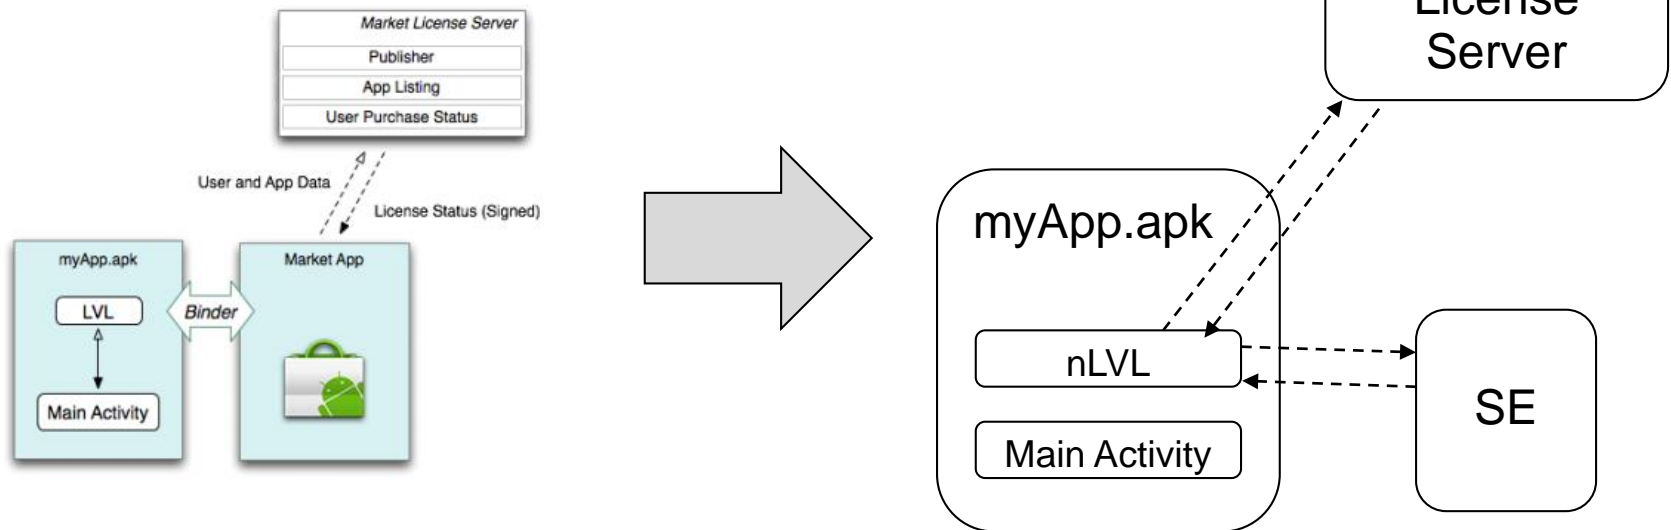 Market License Server
Publisher
App Listing
User Purchase Status
User and App Data
License Status (Signed)
myApp.apk
LVL
Main Activity
Binder
Market App
License
Server
myApp.apk
nLVL
Main Activity
SE